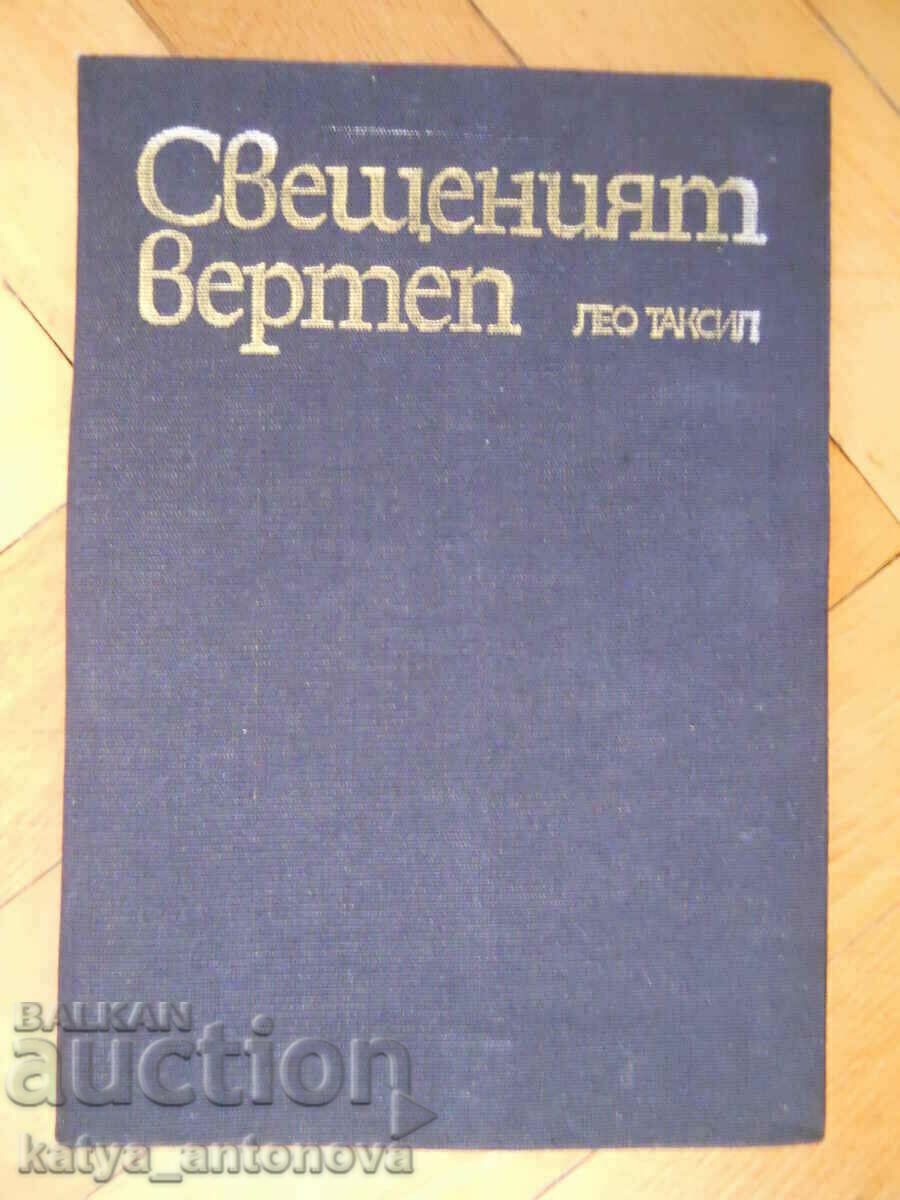 Свещеният
вертеп
ЛЕО ТАКСИЛ
BALKAN
auction
katya_antonova